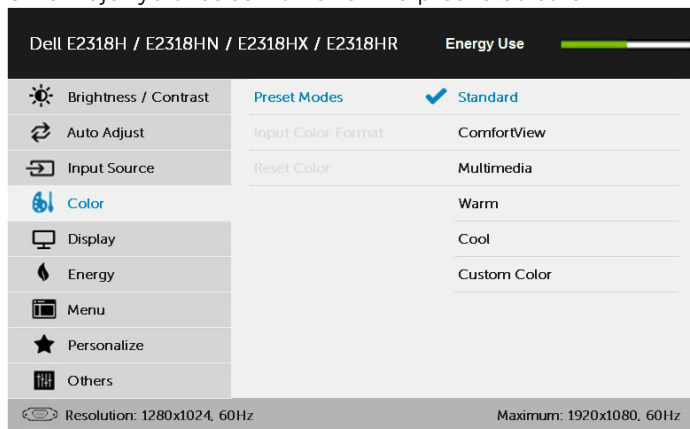 Dell E2318H / E2318HN / E2318HX / E2318HR Energy Use
Brightness / Contrast Preset Modes Standard
Auto Adjust Input Color Format ComfortView
Input Source Reset Color Multimedia
Color Warm
Display Cool
Energy Custom Color
Menu
Personalize
Others
Resolution: 1280x1024, 60Hz Maximum: 1920x1080, 60Hz